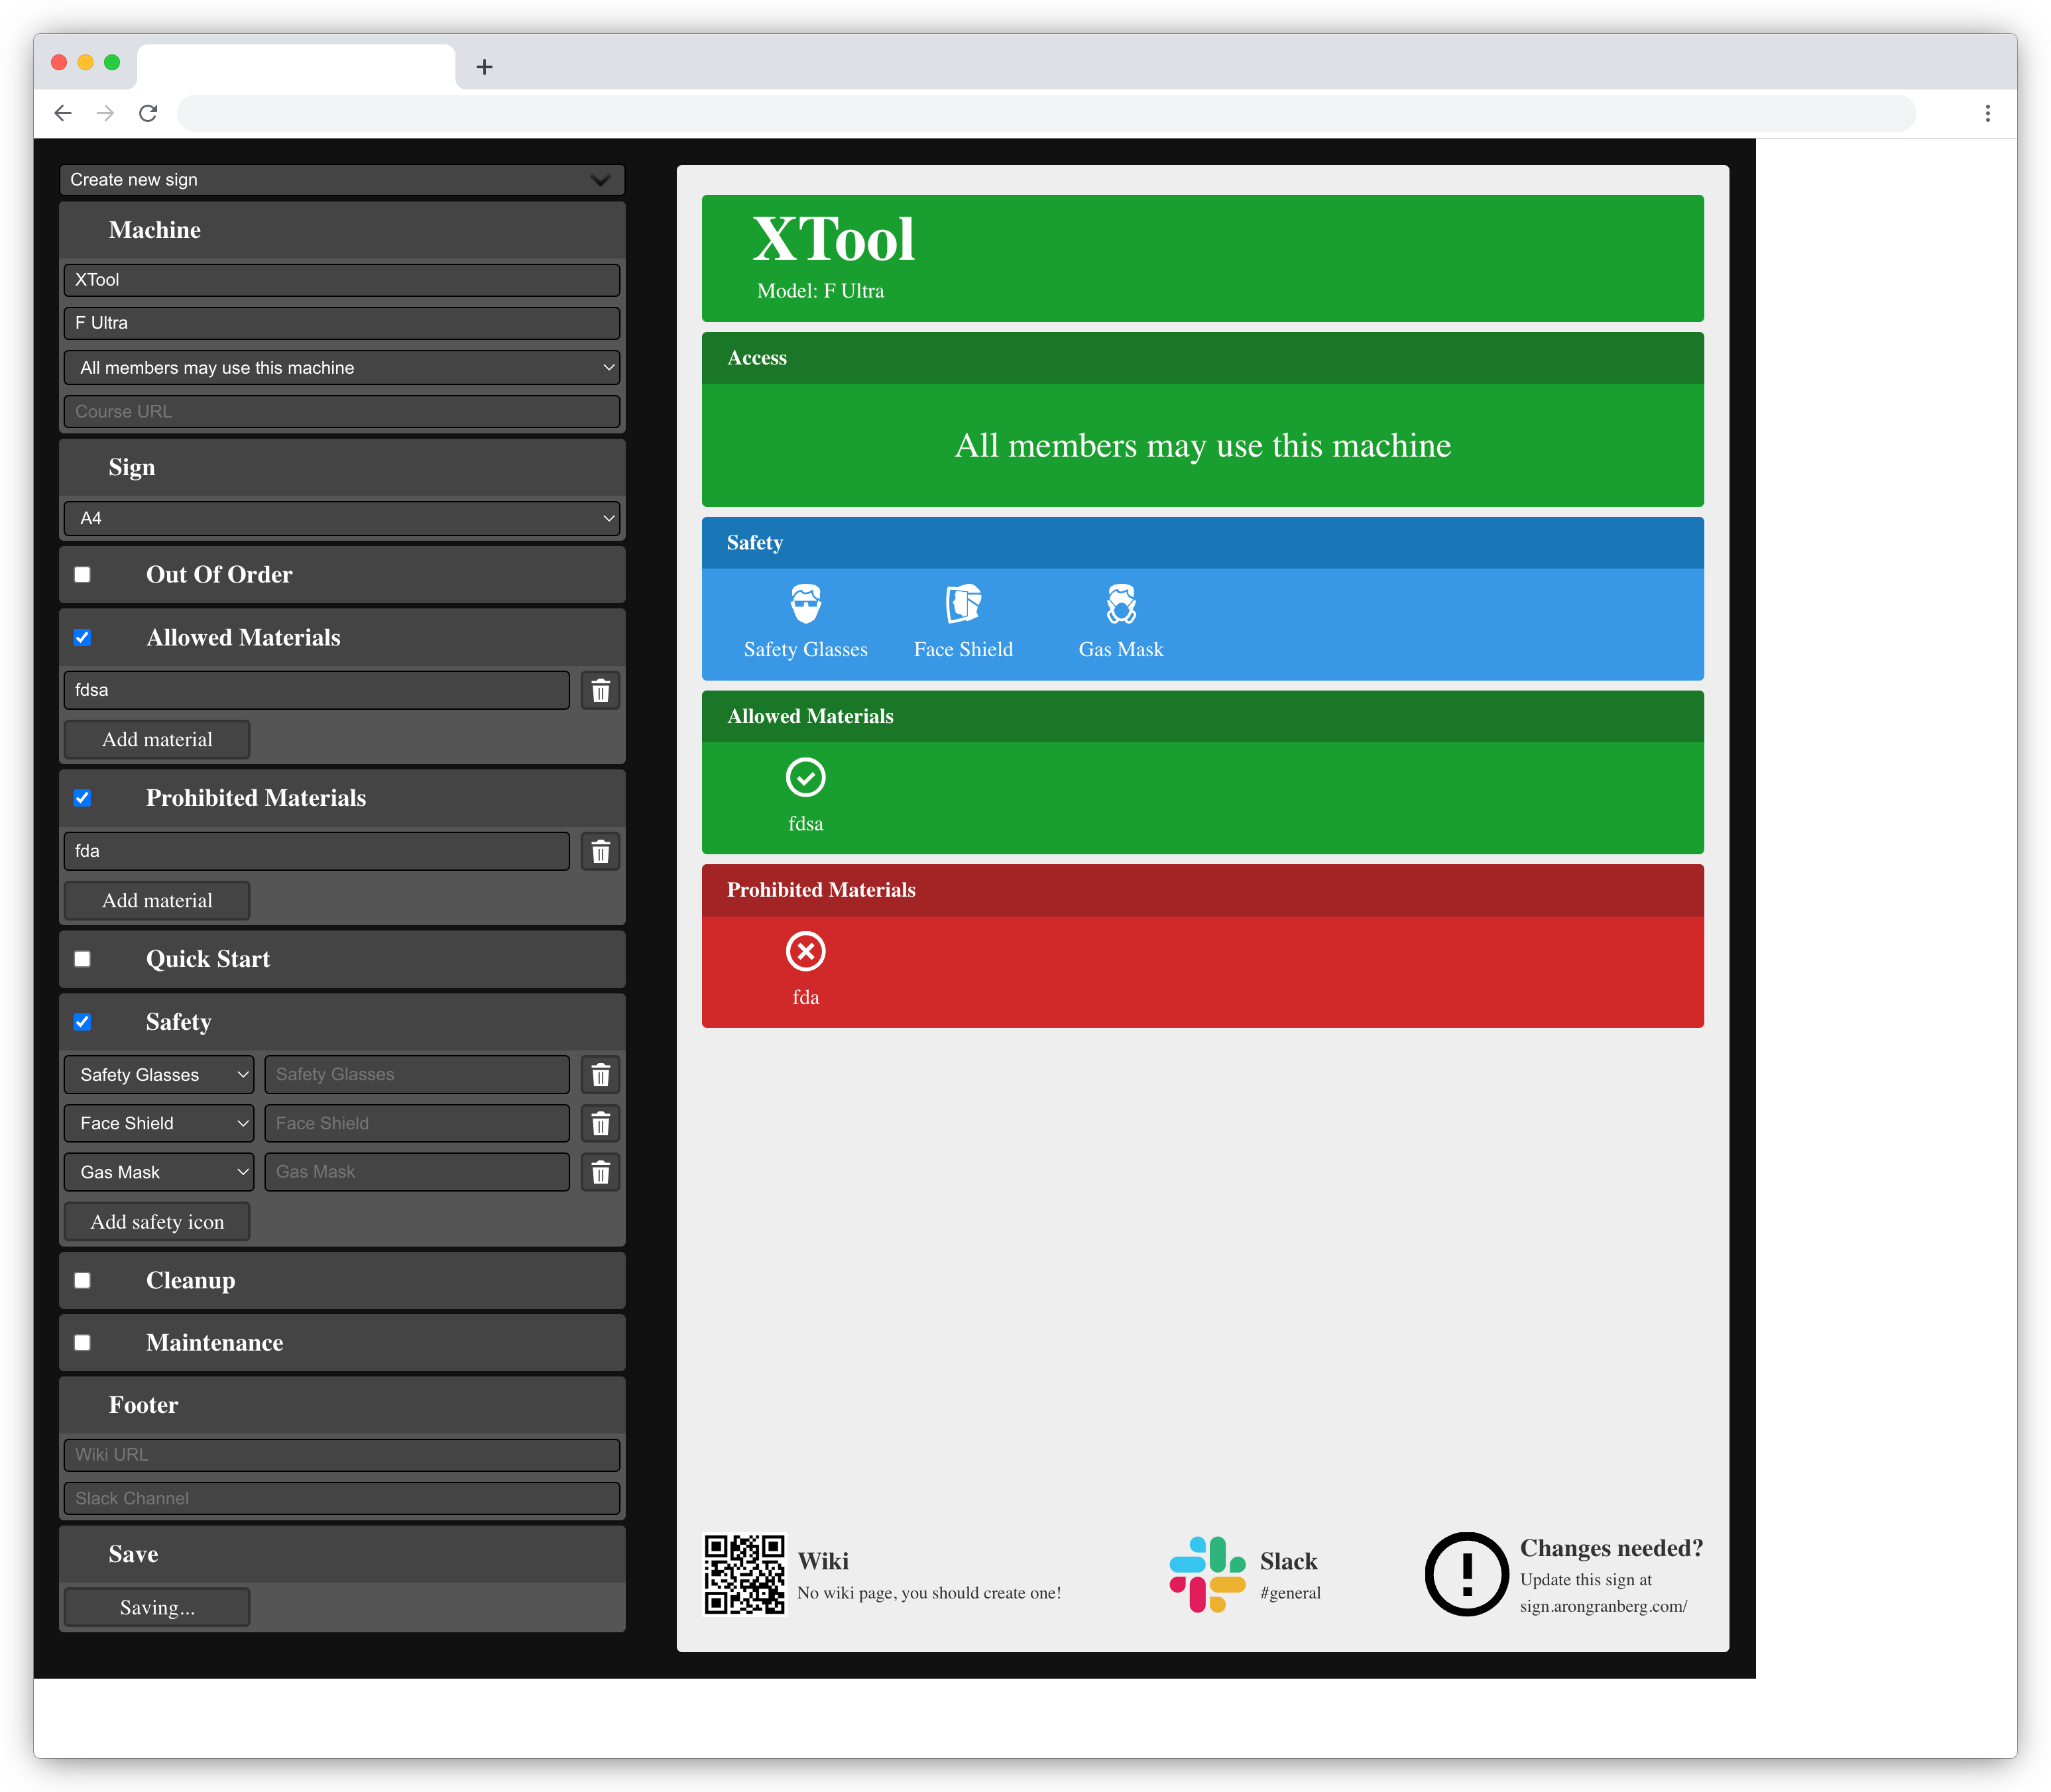 Create new sign
Machine
XTool
F Ultra
All members may use this machine
Course URL
Sign
A4
Out Of Order
Allowed Materials
fdsa
Add material
Prohibited Materials
fda
Add material
Quick Start
Safety
Safety Glasses Safety Glasses
Face Shield Face Shield
Gas Mask Gas Mask
Add safety icon
Cleanup
Maintenance
Footer
Wiki URL
Slack Channel
Save
Saving...
XTool
Model: F Ultra
Access
All members may use this machine
Safety
Safety Glasses Face Shield Gas Mask
Allowed Materials
fdsa
Prohibited Materials
fda
Wiki
No wiki page, you should create one!
Slack
#general
Changes needed?
Update this sign at
sign.arongranberg.com/